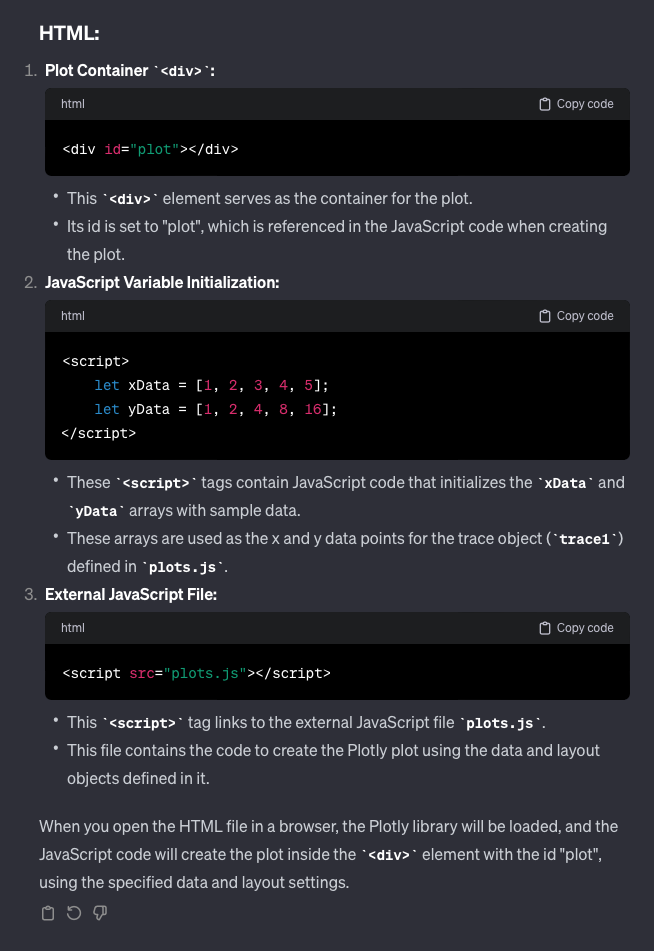 HTML:
1. Plot Container `<div>`:
html Copy code
<div id="plot"></div>
• This `<div>` element serves as the container for the plot.
• Its id is set to "plot", which is referenced in the JavaScript code when creating
the plot.
2. JavaScript Variable Initialization:
html Copy code
<script>
    let xData = [1, 2, 3, 4, 5];
    let yData = [1, 2, 4, 8, 16];
</script>
• These `<script>` tags contain JavaScript code that initializes the `xData` and
`yData` arrays with sample data.
• These arrays are used as the x and y data points for the trace object (`trace1`)
defined in `plots.js`.
3. External JavaScript File:
html Copy code
<script src="plots.js"></script>
• This `<script>` tag links to the external JavaScript file `plots.js`.
• This file contains the code to create the Plotly plot using the data and layout
objects defined in it.
When you open the HTML file in a browser, the Plotly library will be loaded, and the
JavaScript code will create the plot inside the `<div>` element with the id "plot",
using the specified data and layout settings.